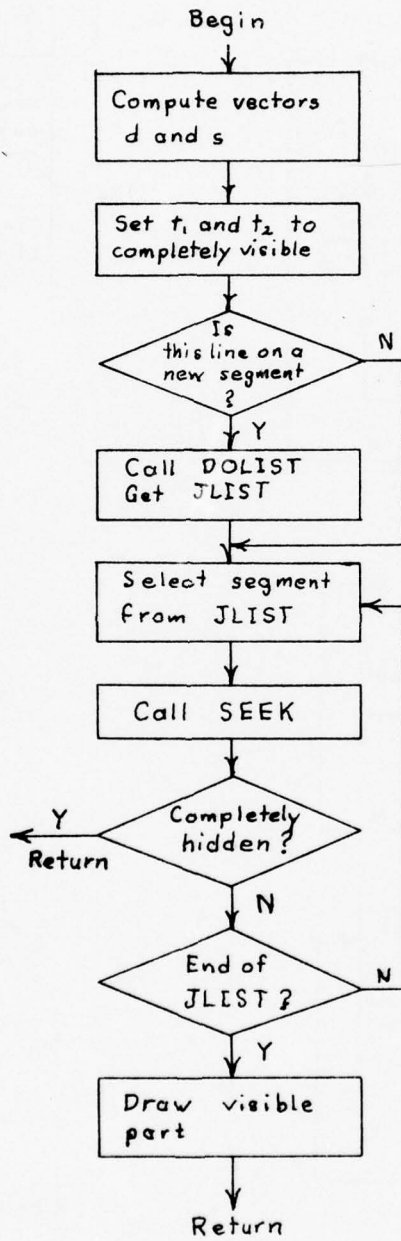 Begin
Compute vectors
d and s
Set t₁ and t₂ to
completely visible
Is
this line on a
new segment
?
N
Y
Call DOLIST
Get JLIST
Select segment
from JLIST
Call SEEK
Y
Completely
hidden?
Return
N
End of
JLIST?
N
Y
Draw visible
part
Return